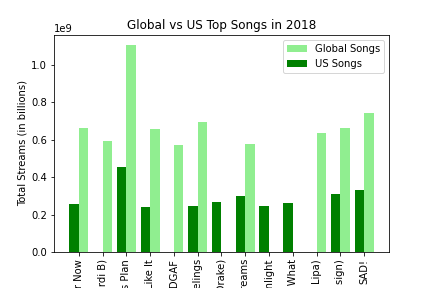 Global vs US Top Songs in 2018
1e9
Global Songs
US Songs
Total Streams (in billions)
1.0
0.8
0.6
0.4
0.2
0.0
r Now
rdi B)
s Plan
ike It
DGAF
elings
Drake)
reams
nlight
What
Lipa)
sign)
SAD!